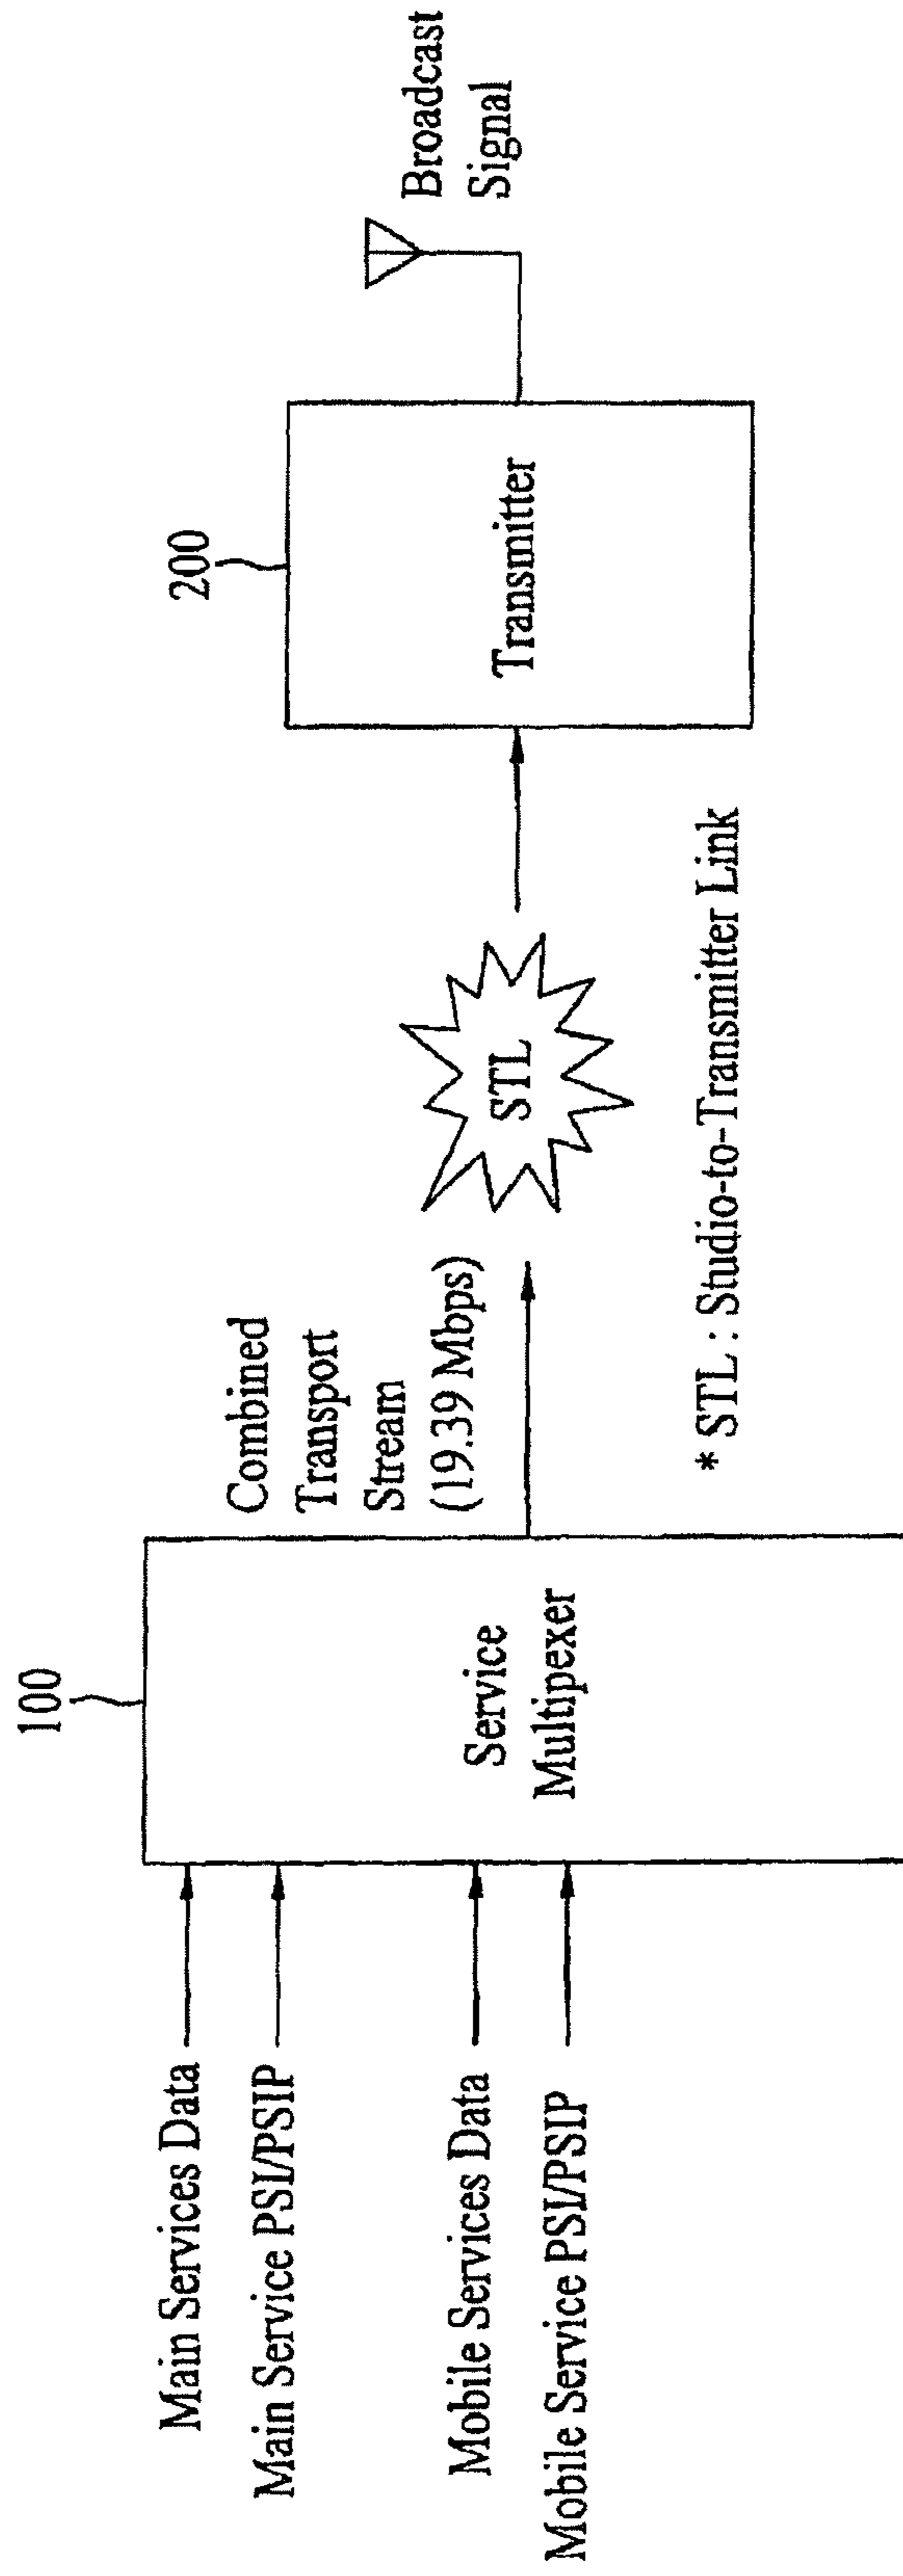 Main Services Data
Main Service PSI/PSIP
Mobile Services Data
Mobile Service PSI/PSIP
100
Service
Multipexer
Combined
Transport
Stream
(19.39 Mbps)
STL
* STL : Studio-to-Transmitter Link
200
Transmitter
Broadcast
Signal